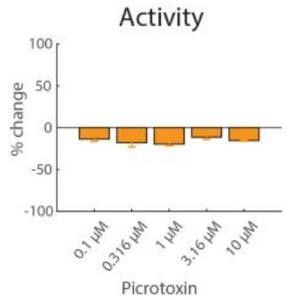 Activity
100
50
0
-50
-100
% change
0.1 µM
0.316 µM
1 µM
3.16 µM
10 µM
Picrotoxin